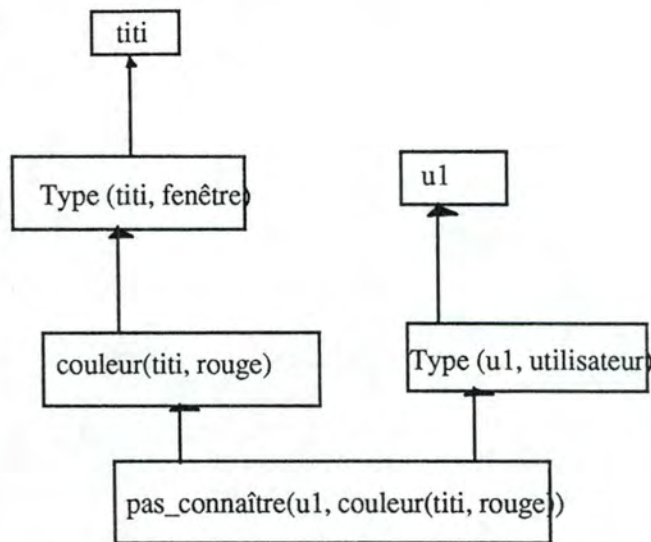 titi
Type (titi, fenêtre)
u1
couleur(titi, rouge)
Type (u1, utilisateur)
pas_connaître(u1, couleur(titi, rouge))